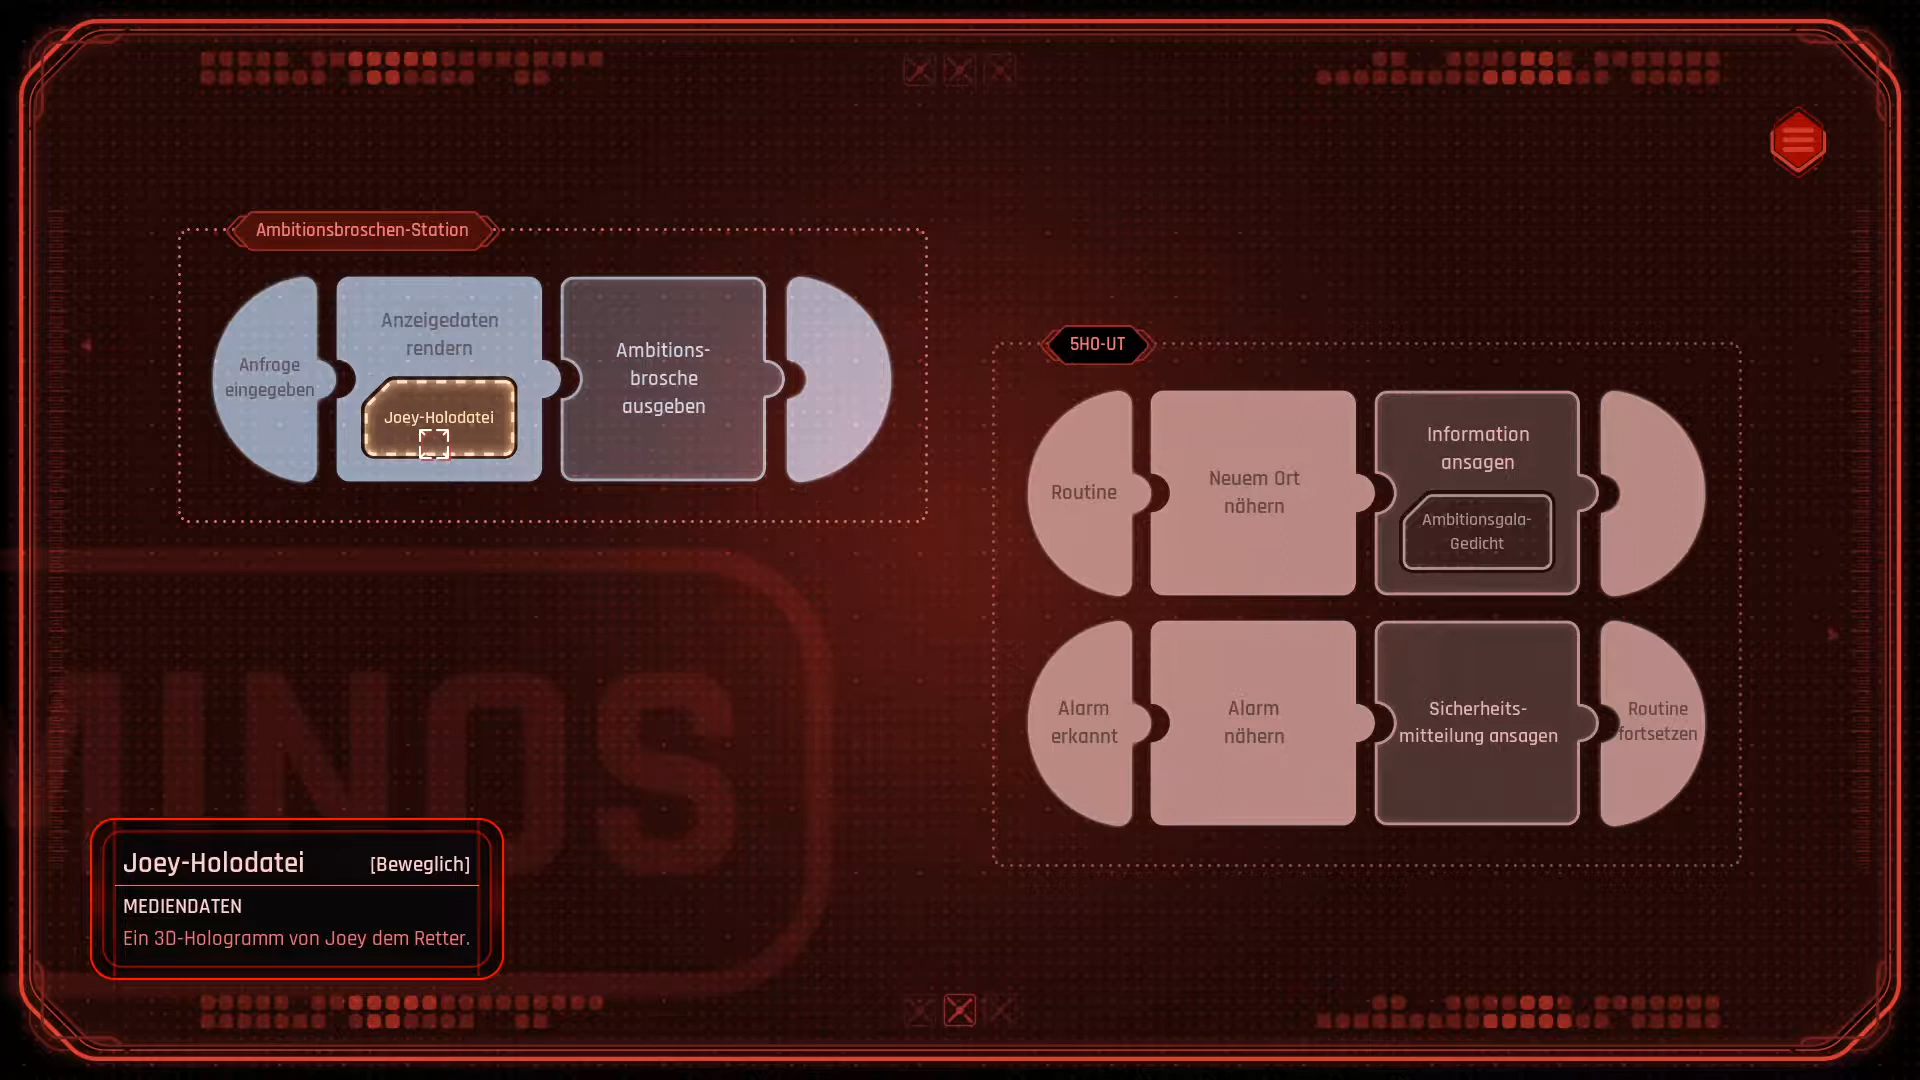 Ambitionsbroschen-Station
Anfrage
eingegeben
Anzeigedaten
rendern
Joey-Holodatei
Ambitions-
brosche
ausgeben
5HO-UT
Routine
Neuem Ort
nähern
Information
ansagen
Ambitionsgala-
Gedicht
Alarm
erkannt
Alarm
nähern
Sicherheits-
mitteilung ansagen
Routine
fortsetzen
MINOS
Joey-Holodatei [Beweglich]
MEDIENDATEN
Ein 3D-Hologramm von Joey dem Retter.